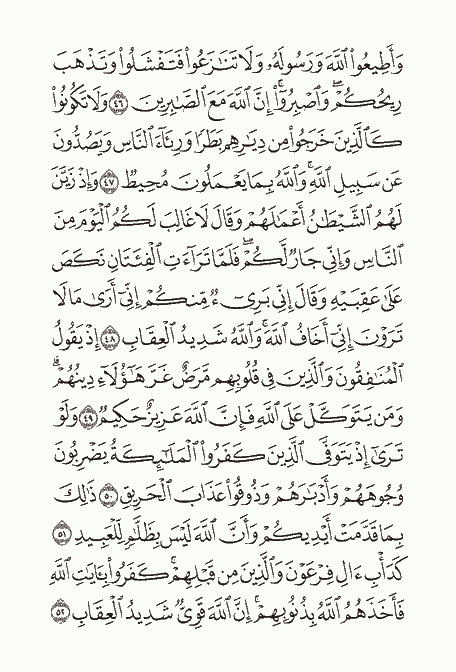 وَأَطِيعُوا۟ ٱللَّهَ وَرَسُولَهُۥ وَلَا تَنَٰزَعُوا۟ فَتَفْشَلُوا۟ وَتَذْهَبَ
رِيحُكُمْ ۖ وَٱصْبِرُوٓا۟ ۚ إِنَّ ٱللَّهَ مَعَ ٱلصَّٰبِرِينَ ٤٦ وَلَا تَكُونُوا۟
كَٱلَّذِينَ خَرَجُوا۟ مِن دِيَٰرِهِم بَطَرًا وَرِئَآءَ ٱلنَّاسِ وَيَصُدُّونَ
عَن سَبِيلِ ٱللَّهِ ۚ وَٱللَّهُ بِمَا يَعْمَلُونَ مُحِيطٌ ٤٧ وَإِذْ زَيَّنَ
لَهُمُ ٱلشَّيْطَٰنُ أَعْمَٰلَهُمْ وَقَالَ لَا غَالِبَ لَكُمُ ٱلْيَوْمَ مِنَ
ٱلنَّاسِ وَإِنِّى جَارٌ لَّكُمْ ۖ فَلَمَّا تَرَآءَتِ ٱلْفِئَتَانِ نَكَصَ
عَلَىٰ عَقِبَيْهِ وَقَالَ إِنِّى بَرِىٓءٌ مِّنكُمْ إِنِّىٓ أَرَىٰ مَا لَا
تَرَوْنَ إِنِّىٓ أَخَافُ ٱللَّهَ ۚ وَٱللَّهُ شَدِيدُ ٱلْعِقَابِ ٤٨ إِذْ يَقُولُ
ٱلْمُنَٰفِقُونَ وَٱلَّذِينَ فِى قُلُوبِهِم مَّرَضٌ غَرَّ هَٰٓؤُلَآءِ دِينُهُمْ ۗ
وَمَن يَتَوَكَّلْ عَلَى ٱللَّهِ فَإِنَّ ٱللَّهَ عَزِيزٌ حَكِيمٌ ٤٩ وَلَوْ
تَرَىٰٓ إِذْ يَتَوَفَّى ٱلَّذِينَ كَفَرُوا۟ ۙ ٱلْمَلَٰٓئِكَةُ يَضْرِبُونَ
وُجُوهَهُمْ وَأَدْبَٰرَهُمْ وَذُوقُوا۟ عَذَابَ ٱلْحَرِيقِ ٥٠ ذَٰلِكَ
بِمَا قَدَّمَتْ أَيْدِيكُمْ وَأَنَّ ٱللَّهَ لَيْسَ بِظَلَّٰمٍ لِّلْعَبِيدِ ٥١
كَدَأْبِ ءَالِ فِرْعَوْنَ ۙ وَٱلَّذِينَ مِن قَبْلِهِمْ ۚ كَفَرُوا۟ بِـَٔايَٰتِ ٱللَّهِ
فَأَخَذَهُمُ ٱللَّهُ بِذُنُوبِهِمْ ۗ إِنَّ ٱللَّهَ قَوِىٌّ شَدِيدُ ٱلْعِقَابِ ٥٢